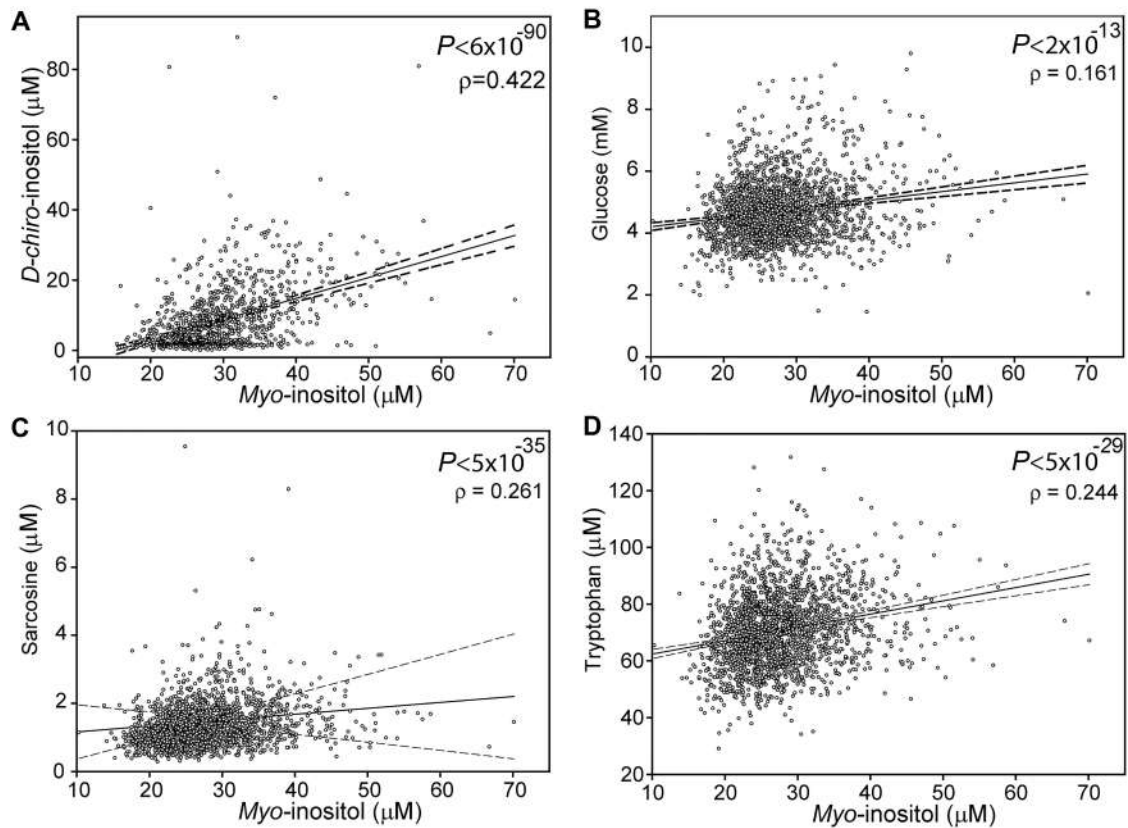 A
P<6x10^-90
ρ=0.422
D-chiro-inositol (μM)
80
60
40
20
0
20 30 40 50 60 70
Myo-inositol (μM)
B
P<2x10^-13
ρ = 0.161
Glucose (mM)
10
8
6
4
2
0
10 20 30 40 50 60 70
Myo-inositol (μM)
C
P<5x10^-35
ρ = 0.261
Sarcosine (μM)
10
8
6
4
2
0
10 20 30 40 50 60 70
Myo-inositol (μM)
D
P<5x10^-29
ρ = 0.244
Tryptophan (μM)
140
120
100
80
60
40
20
10 20 30 40 50 60 70
Myo-inositol (μM)